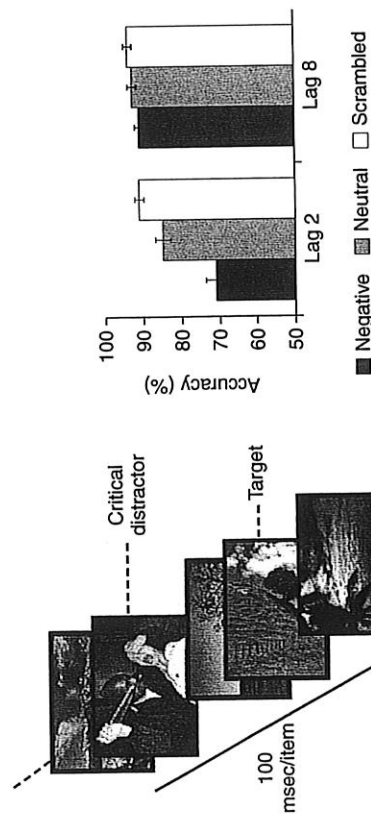 Critical
distractor
Target
100
msec/item
Accuracy (%)
100
90
80
70
60
50
Lag 2
Lag 8
Negative
Neutral
Scrambled